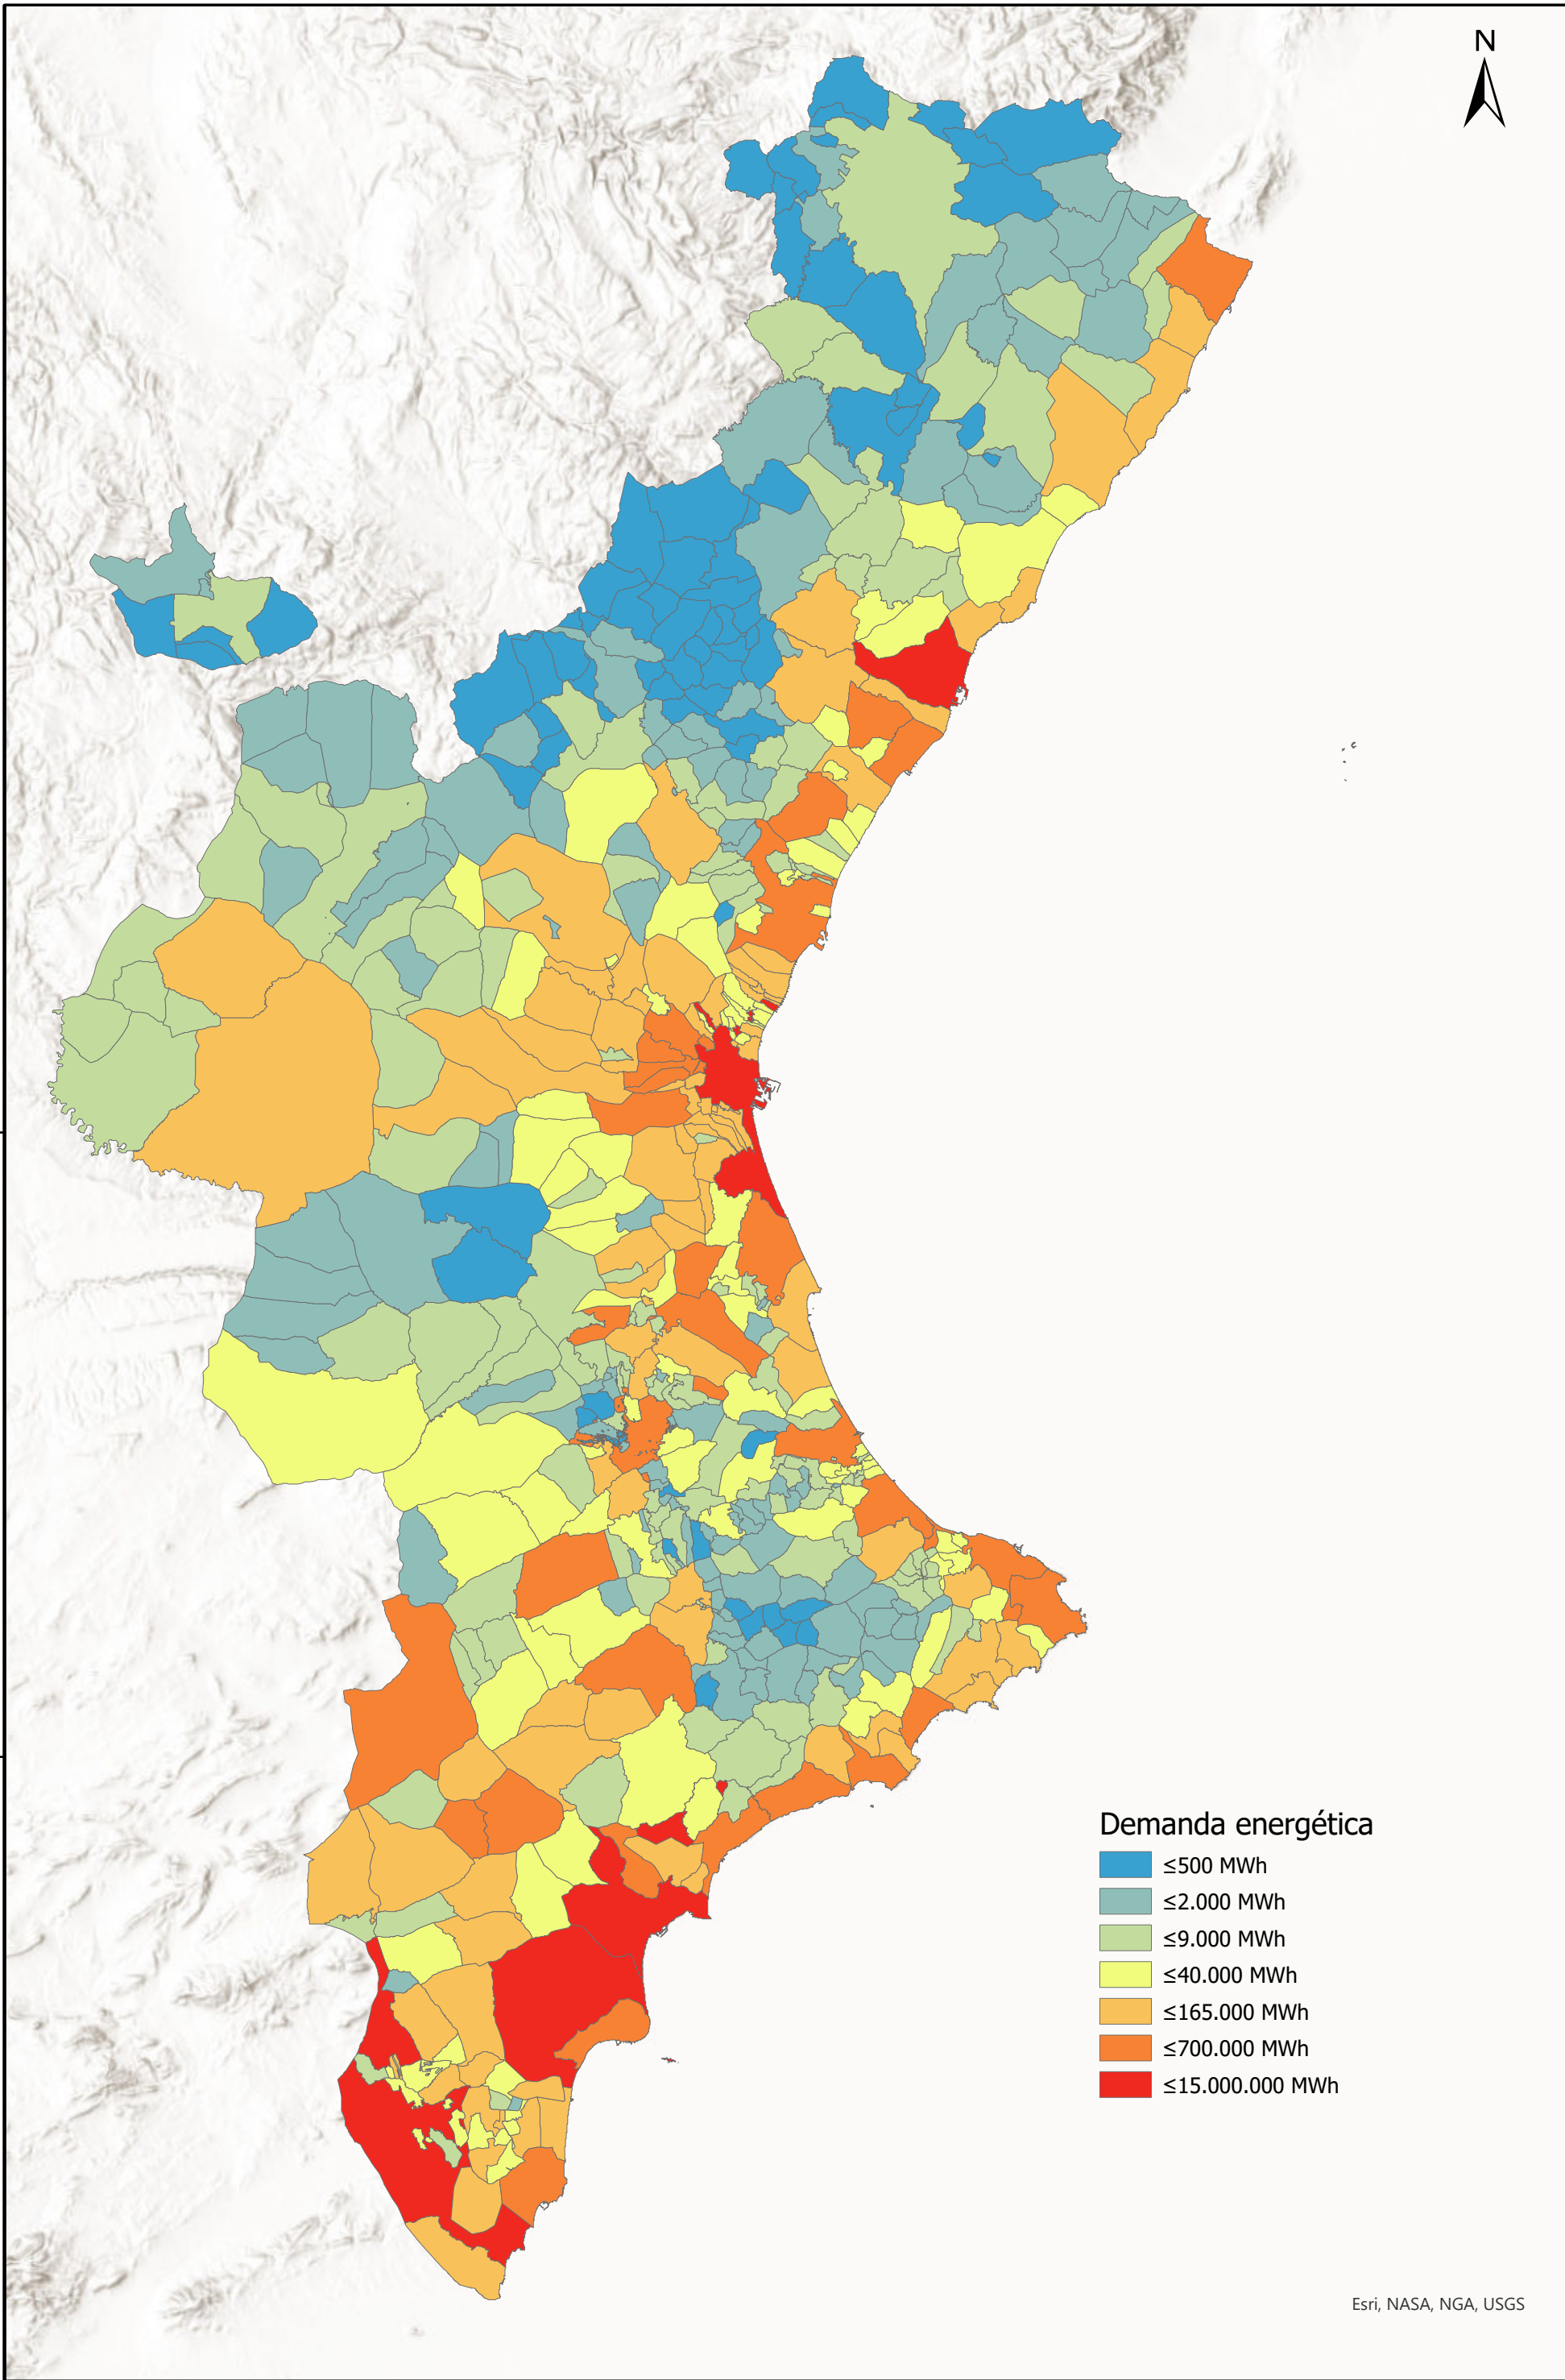 N
Demanda energética
≤500 MWh
≤2.000 MWh
≤9.000 MWh
≤40.000 MWh
≤165.000 MWh
≤700.000 MWh
≤15.000.000 MWh
Esri, NASA, NGA, USGS